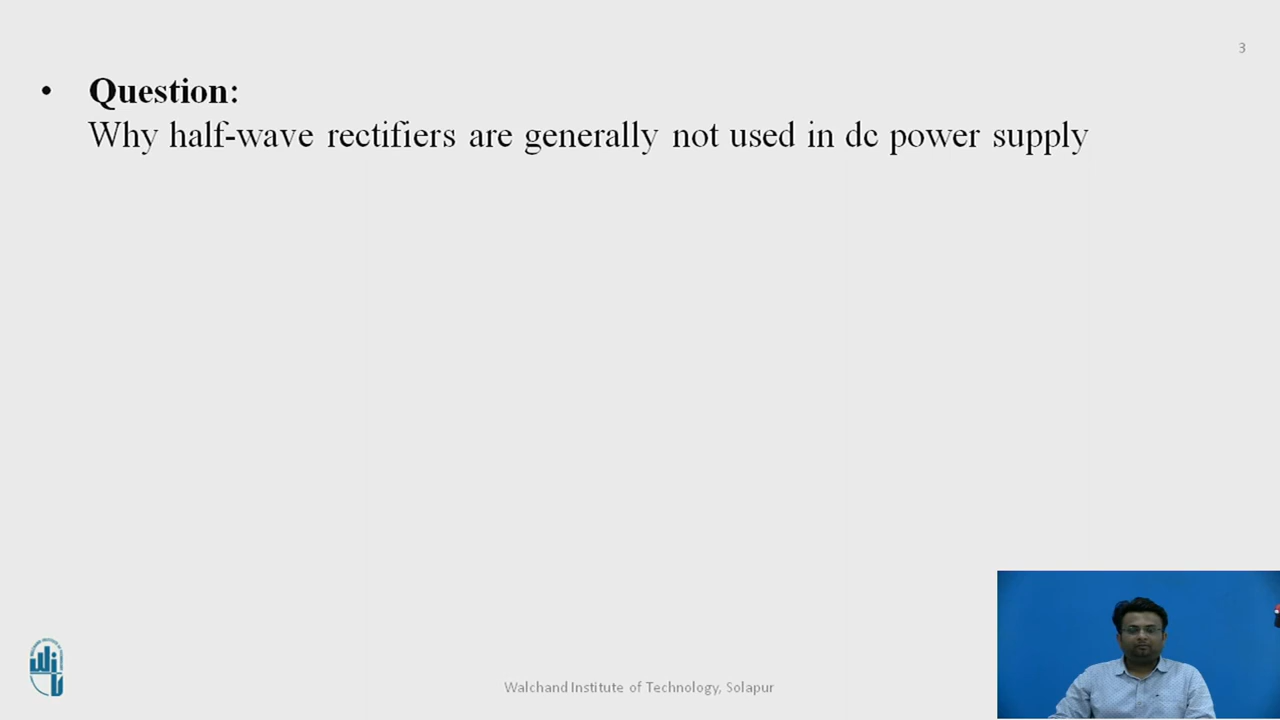 3
• Question:
Why half-wave rectifiers are generally not used in dc power supply
Walchand Institute of Technology, Solapur